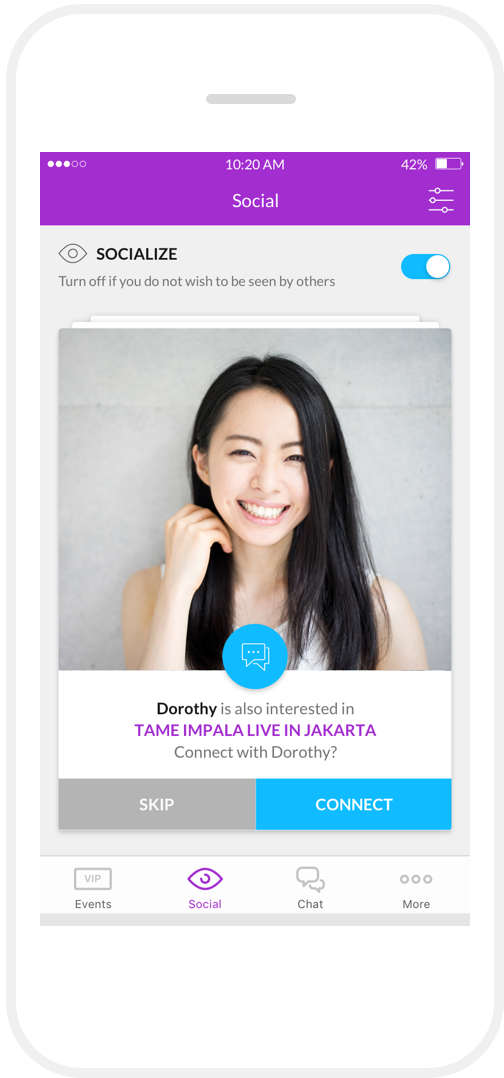 10:20 AM
42%
Social
SOCIALIZE
Turn off if you do not wish to be seen by others
Dorothy is also interested in
TAME IMPALA LIVE IN JAKARTA
Connect with Dorothy?
SKIP
CONNECT
VIP
Events
Social
Chat
More